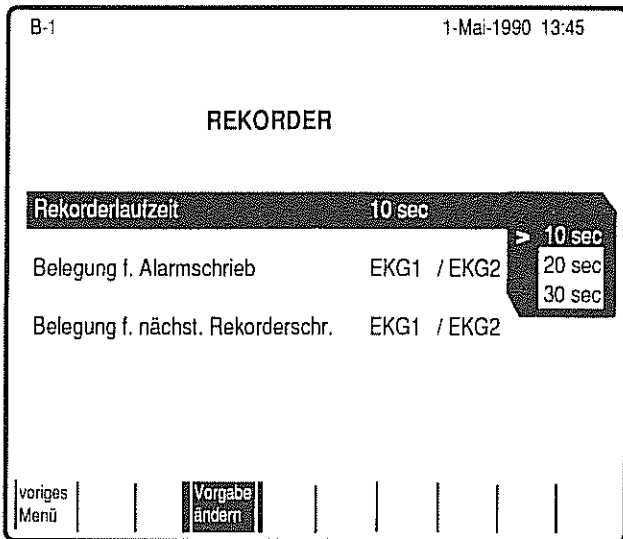 B-1 1-Mai-1990 13:45
REKORDER
Rekorderlaufzeit 10 sec
> 10 sec
Belegung f. Alarmschrieb EKG1 / EKG2 20 sec
30 sec
Belegung f. nächst. Rekorderschr. EKG1 / EKG2
voriges Vorgabe
Menü ändern